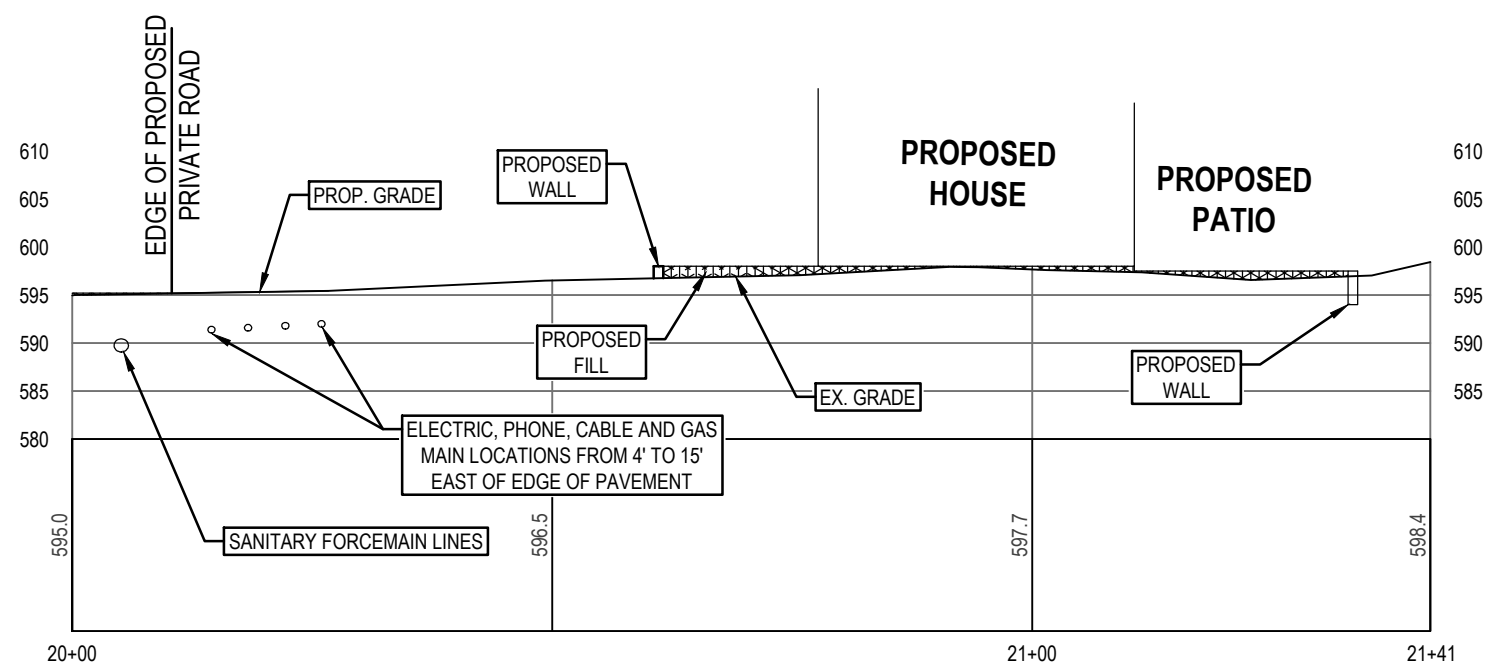 EDGE OF PROPOSED
PRIVATE ROAD
610
605
600
595
590
585
580
PROP. GRADE
PROPOSED
WALL
PROPOSED
HOUSE
PROPOSED
PATIO
610
605
600
595
590
585
PROPOSED
FILL
EX. GRADE
PROPOSED
WALL
ELECTRIC, PHONE, CABLE AND GAS
MAIN LOCATIONS FROM 4' TO 15'
EAST OF EDGE OF PAVEMENT
SANITARY FORCEMAIN LINES
595.0
596.5
597.7
598.4
20+00
21+00
21+41